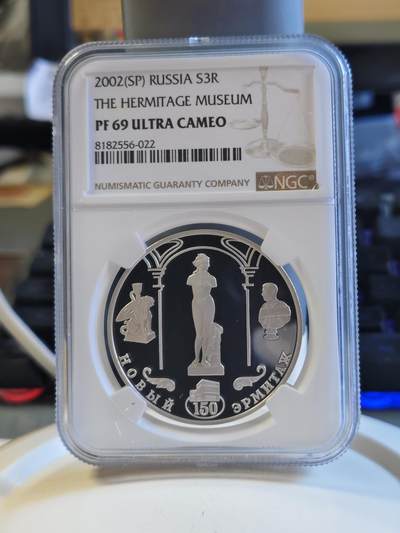 2002(SP) RUSSIA S3R
THE HERMITAGE MUSEUM
PF 69 ULTRA CAMEO
8182556-022
NUMISMATIC GUARANTY COMPANY
NGC®
НОВЫЙ ЭРМИТАЖ
150